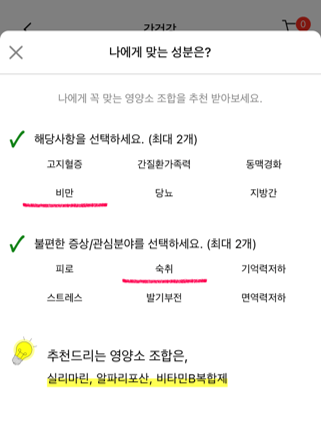 간건강
0
나에게 맞는 성분은?
나에게 꼭 맞는 영양소 조합을 추천 받아보세요.
해당사항을 선택하세요. (최대 2개)
고지혈증 간질환가족력 동맥경화
비만 당뇨 지방간
불편한 증상/관심분야를 선택하세요. (최대 2개)
피로 숙취 기억력저하
스트레스 발기부전 면역력저하
추천드리는 영양소 조합은,
실리마린, 알파리포산, 비타민B복합제